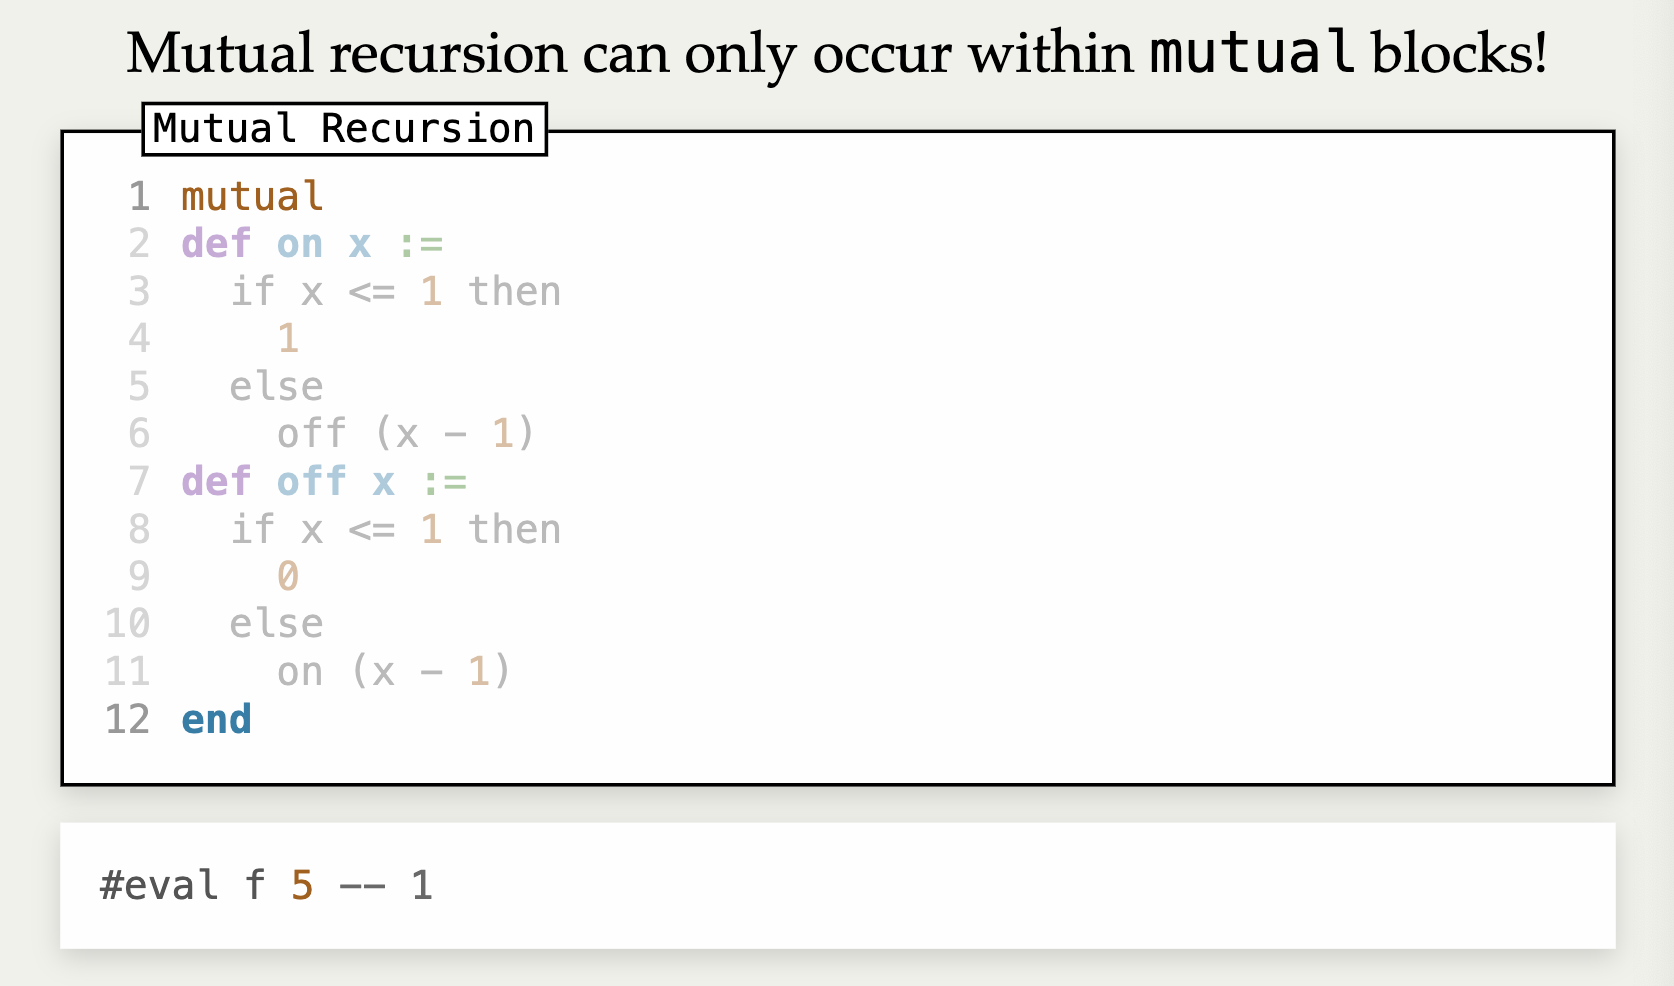 Mutual recursion can only occur within mutual blocks!
Mutual Recursion
1 mutual
2 def on x :=
3   if x <= 1 then
4     1
5   else
6     off (x - 1)
7 def off x :=
8   if x <= 1 then
9     0
10   else
11     on (x - 1)
12 end
#eval f 5 -- 1